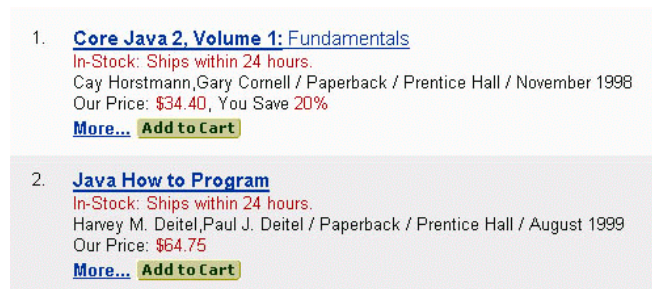 1. Core Java 2, Volume 1: Fundamentals
In-Stock: Ships within 24 hours.
Cay Horstmann,Gary Cornell / Paperback / Prentice Hall / November 1998
Our Price: $34.40, You Save 20%
More... Add to Cart
2. Java How to Program
In-Stock: Ships within 24 hours.
Harvey M. Deitel,Paul J. Deitel / Paperback / Prentice Hall / August 1999
Our Price: $64.75
More... Add to Cart